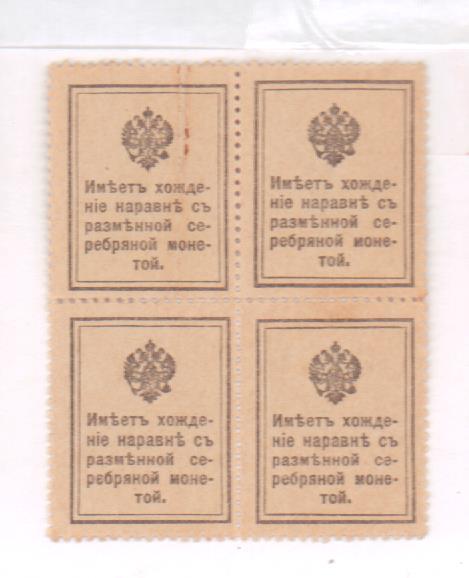 Имѣетъ хожде-
ніе наравнѣ съ
размѣнной се-
ребряной моне-
той.
Имѣетъ хожде-
ніе наравнѣ съ
размѣнной се-
ребряной моне-
той.
Имѣетъ хожде-
ніе наравнѣ съ
размѣнной се-
ребряной моне-
той.
Имѣетъ хожде-
ніе наравнѣ съ
размѣнной се-
ребряной моне-
той.